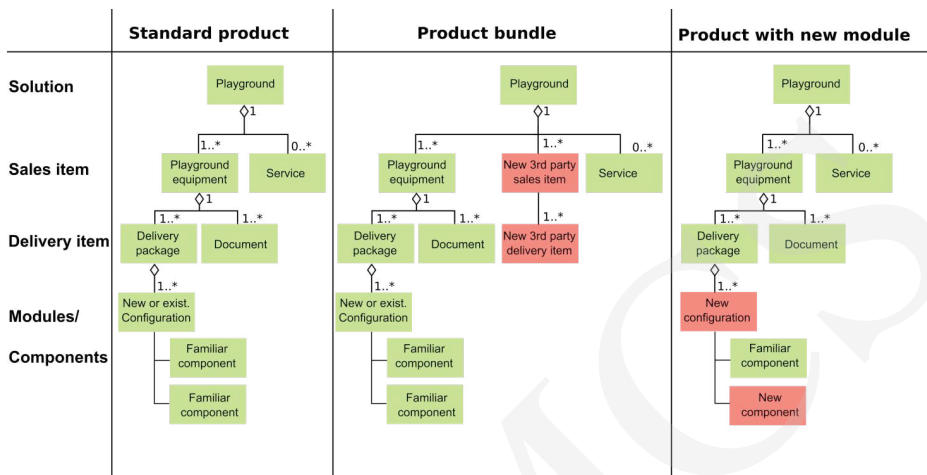 Standard product
Product bundle
Product with new module
Solution
Playground
1
Playground
1
Playground
1
1..*
0..*
1..*
1..*
0..*
1..*
0..*
Sales item
Playground
equipment
Service
Playground
equipment
New 3rd party
sales item
Service
Playground
equipment
Service
1
1
1
1..*
1..*
1..*
1..*
1..*
1..*
1..*
Delivery item
Delivery
package
Document
Delivery
package
Document
New 3rd party
delivery item
Delivery
package
Document
1..*
1..*
1..*
Modules/
Components
New or exist.
Configuration
New or exist.
Configuration
New
configuration
Familiar
component
Familiar
component
Familiar
component
Familiar
component
Familiar
component
New
component